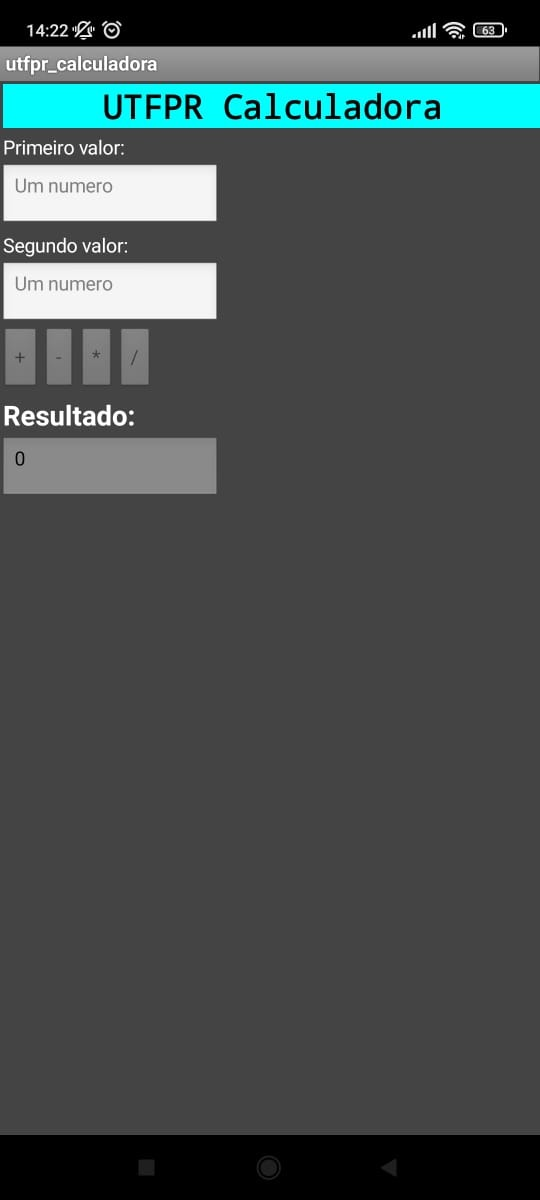 14:22 63
utfpr_calculadora
UTFPR Calculadora
Primeiro valor:
Um numero
Segundo valor:
Um numero
+ - * /
Resultado:
0